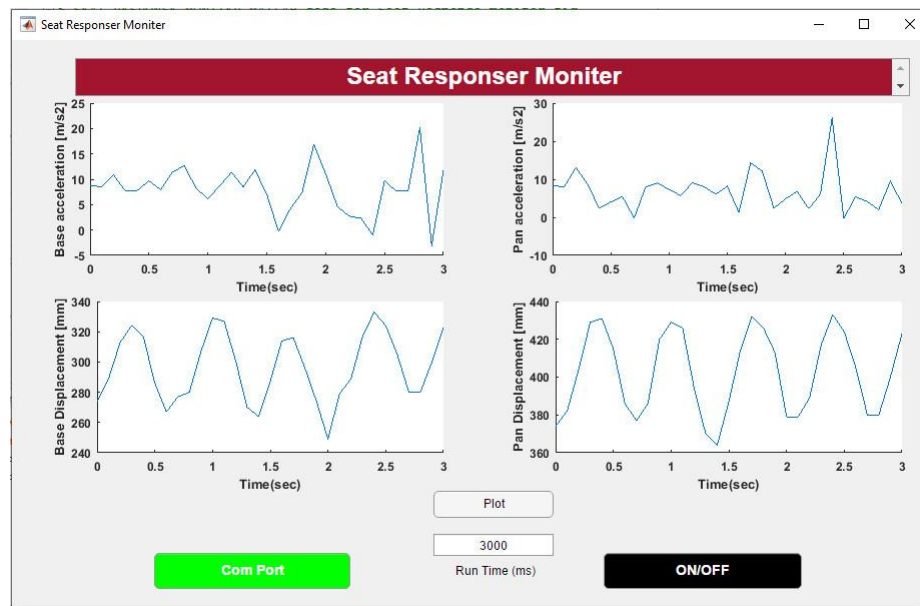 Seat Responser Moniter
Seat Responser Moniter
Base acceleration [m/s2]
25
20
15
10
5
0
-5
0 0.5 1 1.5 2 2.5 3
Time(sec)
Pan acceleration [m/s2]
30
20
10
0
-10
0 0.5 1 1.5 2 2.5 3
Time(sec)
Base Displacement [mm]
340
320
300
280
260
240
0 0.5 1 1.5 2 2.5 3
Time(sec)
Pan Displacement [mm]
440
420
400
380
360
0 0.5 1 1.5 2 2.5 3
Time(sec)
Plot
3000
Run Time (ms)
Com Port
ON/OFF